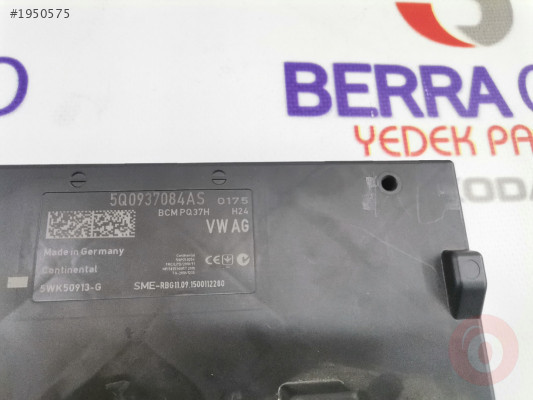 #1950575
O
BERRA O
YEDEK PA
KODA
5Q0937084AS 0175
BCM PQ37H H24
VW AG
Made in Germany
Continental
5WK50913-G
SME-RBG 11.09.1500112280